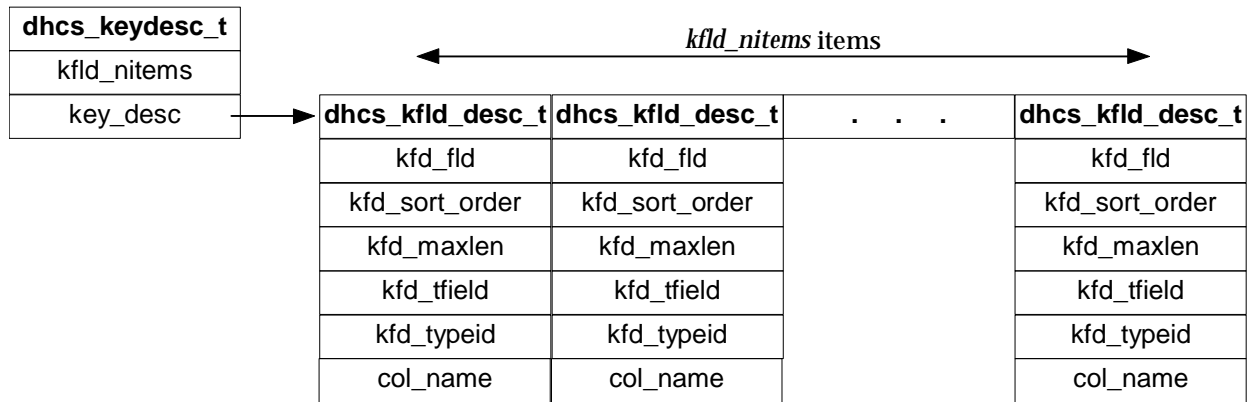 dhcs_keydesc_t
kfld_nitems items
kfld_nitems
key_desc dhcs_kfld_desc_t dhcs_kfld_desc_t . . . dhcs_kfld_desc_t
kfd_fld kfd_fld kfd_fld
kfd_sort_order kfd_sort_order kfd_sort_order
kfd_maxlen kfd_maxlen kfd_maxlen
kfd_tfield kfd_tfield kfd_tfield
kfd_typeid kfd_typeid kfd_typeid
col_name col_name col_name